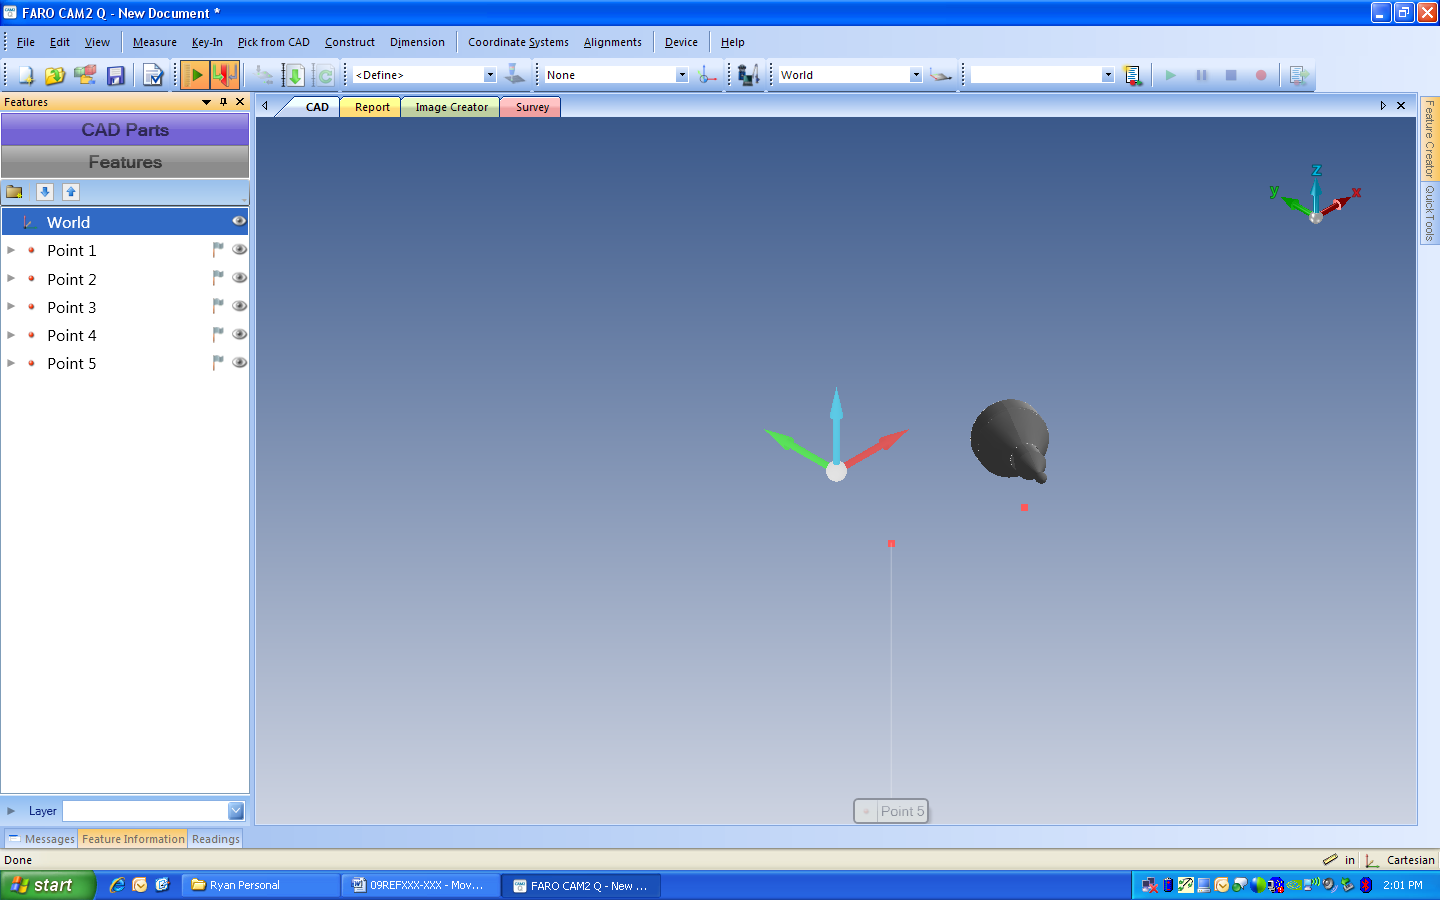 FARO CAM2 Q - New Document *
File Edit View Measure Key-In Pick from CAD Construct Dimension Coordinate Systems Alignments Device Help
<Define> None World
Features
CAD Report Image Creator Survey
CAD Parts
Features
World
Point 1
Point 2
Point 3
Point 4
Point 5
z
y x
Feature Creator
QuickTools
Point 5
Layer
Messages Feature Information Readings
Done in Cartesian
start Ryan Personal 09REFXXX-XXX - Mov... FARO CAM2 Q - New ... 2:01 PM